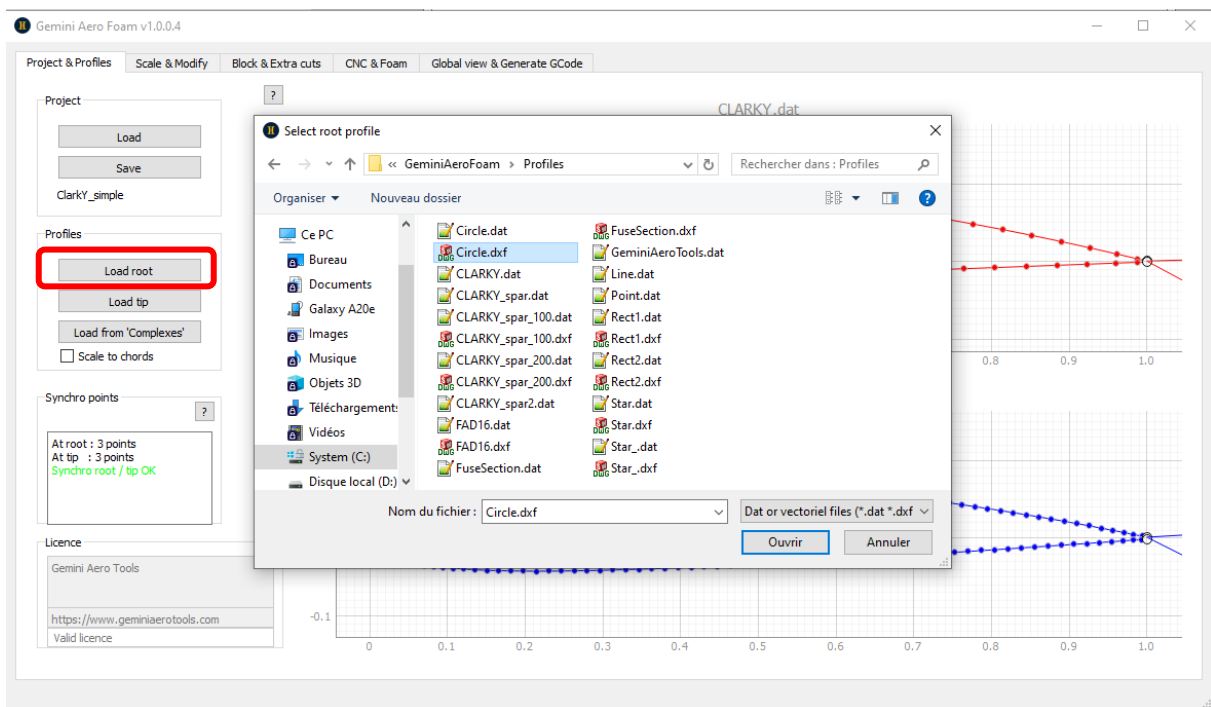 Gemini Aero Foam v1.0.0.4
Project & Profiles Scale & Modify Block & Extra cuts CNC & Foam Global view & Generate GCode
Project
?
Load
Save
ClarkY_simple
Profiles
Load root
Load tip
Load from 'Complexes'
Scale to chords
Synchro points
?
At root : 3 points
At tip : 3 points
Synchro root / tip OK
Licence
Gemini Aero Tools
https://www.geminiaerotools.com
Valid licence
CLARKY.dat
Select root profile
« GeminiAeroFoam › Profiles
Rechercher dans : Profiles
Organiser
Nouveau dossier
?
Ce PC
Bureau
Documents
Galaxy A20e
Images
Musique
Objets 3D
Téléchargements
Vidéos
System (C:)
Disque local (D:)
Circle.dat
Circle.dxf
CLARKY.dat
CLARKY_spar.dat
CLARKY_spar_100.dat
CLARKY_spar_100.dxf
CLARKY_spar_200.dat
CLARKY_spar_200.dxf
CLARKY_spar2.dat
FAD16.dat
FAD16.dxf
FuseSection.dat
FuseSection.dxf
GeminiAeroTools.dat
Line.dat
Point.dat
Rect1.dat
Rect1.dxf
Rect2.dat
Rect2.dxf
Star.dat
Star.dxf
Star_.dat
Star_.dxf
Nom du fichier : Circle.dxf
Dat or vectoriel files (*.dat *.dxf
Ouvrir
Annuler
0.8 0.9 1.0
-0.1
0 0.1 0.2 0.3 0.4 0.5 0.6 0.7 0.8 0.9 1.0